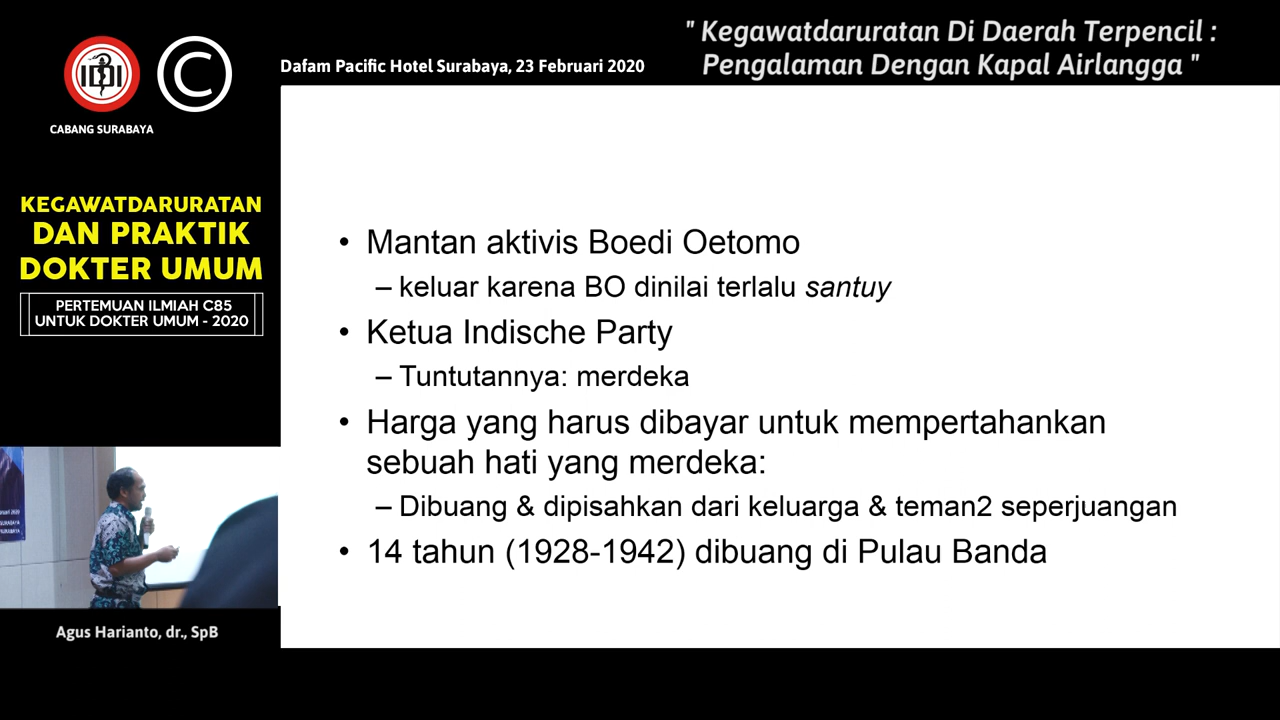 " Kegawatdaruratan Di Daerah Terpencil :
Pengalaman Dengan Kapal Airlangga "
Dafam Pacific Hotel Surabaya, 23 Februari 2020
IDI
C
CABANG SURABAYA
KEGAWATDARURATAN
DAN PRAKTIK
DOKTER UMUM
PERTEMUAN ILMIAH C85
UNTUK DOKTER UMUM - 2020
• Mantan aktivis Boedi Oetomo
– keluar karena BO dinilai terlalu santuy
• Ketua Indische Party
– Tuntutannya: merdeka
• Harga yang harus dibayar untuk mempertahankan
sebuah hati yang merdeka:
– Dibuang & dipisahkan dari keluarga & teman2 seperjuangan
• 14 tahun (1928-1942) dibuang di Pulau Banda
Agus Harianto, dr., SpB